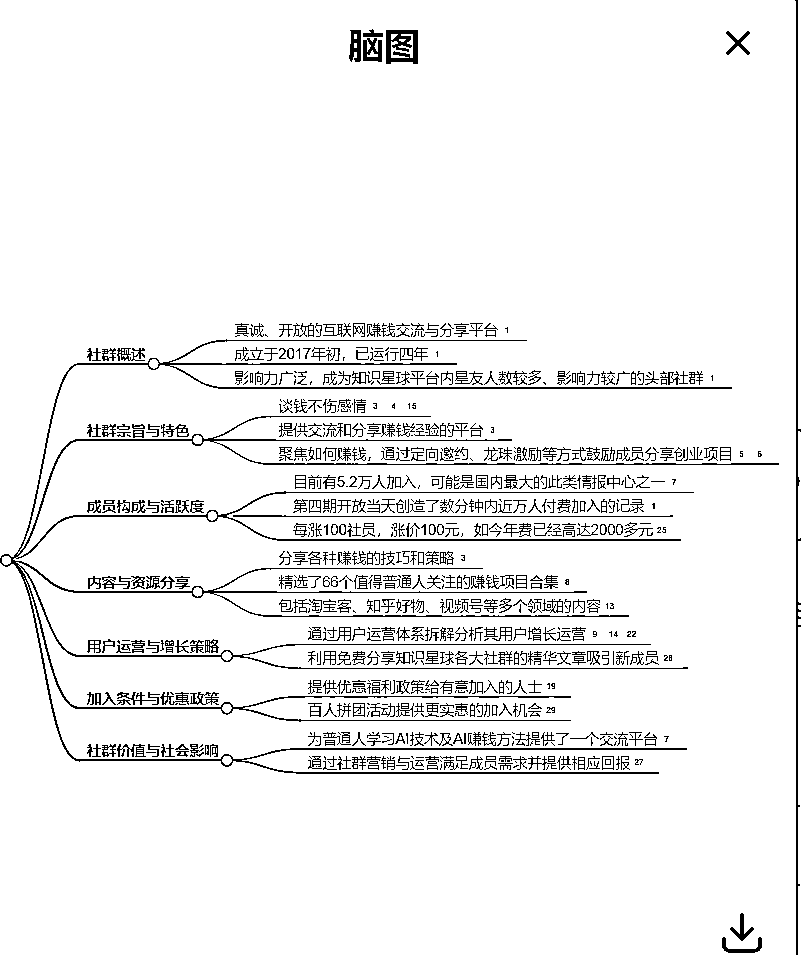 脑图
社群概述
真诚、开放的互联网赚钱交流与分享平台 1
成立于2017年初，已运行四年 1
影响力广泛，成为知识星球平台内星友人数较多、影响力较广的头部社群 1
社群宗旨与特色
谈钱不伤感情 3 4 15
提供交流和分享赚钱经验的平台 3
聚焦如何赚钱，通过定向邀约、龙珠激励等方式鼓励成员分享创业项目 5 6
成员构成与活跃度
目前有5.2万人加入，可能是国内最大的此类情报中心之一 7
第四期开放当天创造了数分钟内近万人付费加入的记录 1
每涨100社员，涨价100元，如今年费已经高达2000多元 25
内容与资源分享
分享各种赚钱的技巧和策略 3
精选了66个值得普通人关注的赚钱项目合集 8
包括淘宝客、知乎好物、视频号等多个领域的内容 13
用户运营与增长策略
通过用户运营体系拆解分析其用户增长运营 9 14 22
利用免费分享知识星球各大社群的精华文章吸引新成员 28
加入条件与优惠政策
提供优惠福利政策给有意加入的人士 19
百人拼团活动提供更实惠的加入机会 29
社群价值与社会影响
为普通人学习AI技术及AI赚钱方法提供了一个交流平台 7
通过社群营销与运营满足成员需求并提供相应回报 27